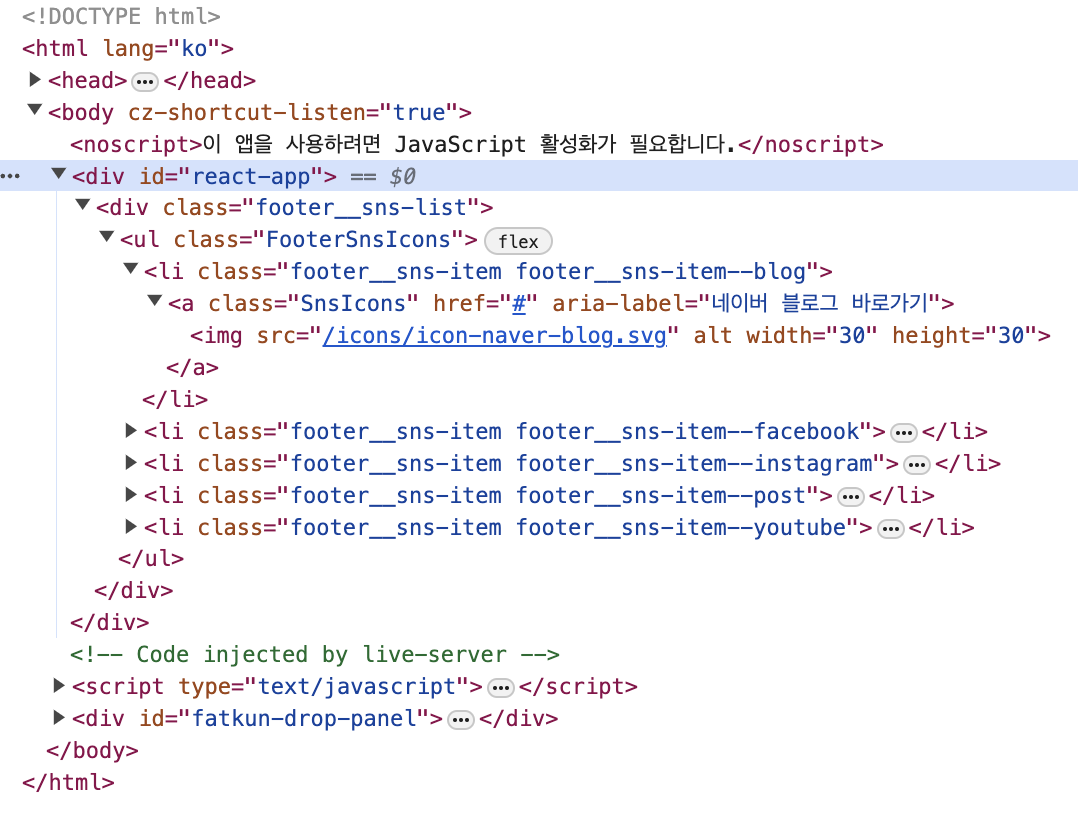 <!DOCTYPE html>
<html lang="ko">
<head>…</head>
<body cz-shortcut-listen="true">
<noscript>이 앱을 사용하려면 JavaScript 활성화가 필요합니다.</noscript>
… <div id="react-app"> == $0
<div class="footer__sns-list">
<ul class="FooterSnsIcons"> flex
<li class="footer__sns-item footer__sns-item--blog">
<a class="SnsIcons" href="#" aria-label="네이버 블로그 바로가기">
<img src="/icons/icon-naver-blog.svg" alt width="30" height="30">
</a>
</li>
<li class="footer__sns-item footer__sns-item--facebook">…</li>
<li class="footer__sns-item footer__sns-item--instagram">…</li>
<li class="footer__sns-item footer__sns-item--post">…</li>
<li class="footer__sns-item footer__sns-item--youtube">…</li>
</ul>
</div>
</div>
<!-- Code injected by live-server -->
<script type="text/javascript">…</script>
<div id="fatkun-drop-panel">…</div>
</body>
</html>